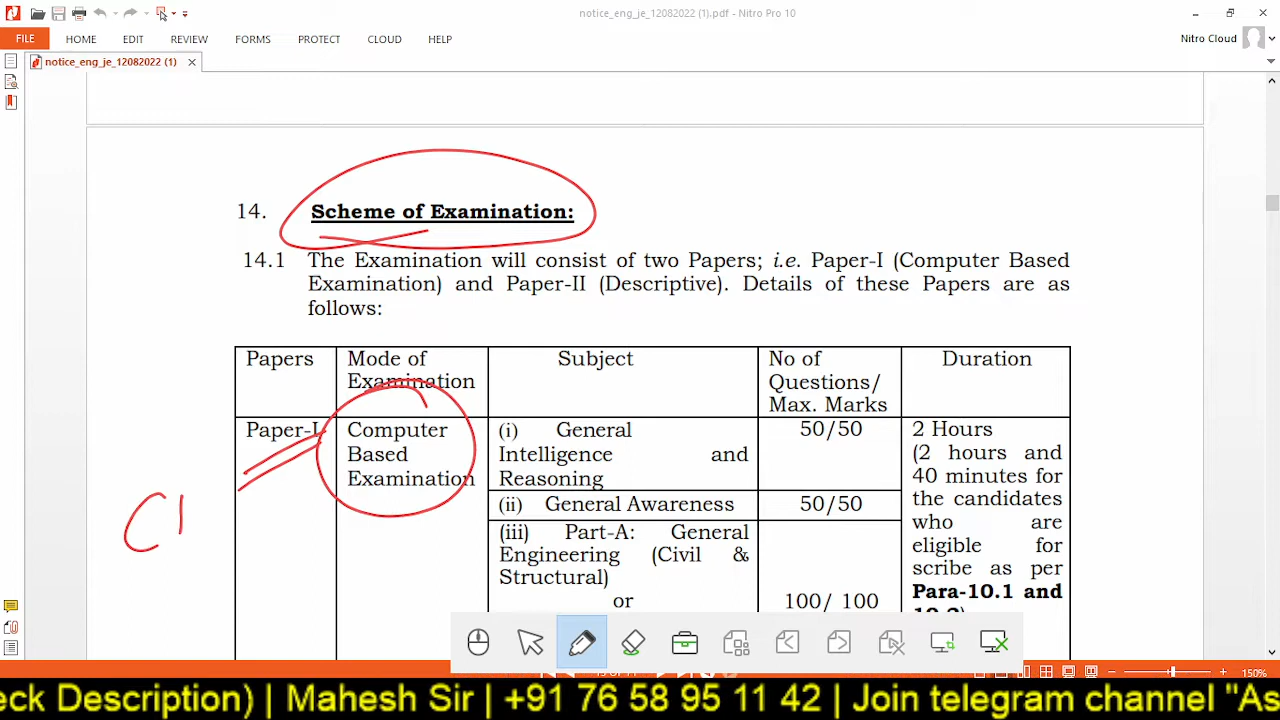 notice_eng_je_12082022 (1).pdf - Nitro Pro 10
FILE HOME EDIT REVIEW FORMS PROTECT CLOUD HELP
Nitro Cloud
notice_eng_je_12082022 (1)
14. Scheme of Examination:
14.1 The Examination will consist of two Papers; i.e. Paper-I (Computer Based
Examination) and Paper-II (Descriptive). Details of these Papers are as
follows:
Papers
Mode of
Examination
Subject
No of
Questions/
Max. Marks
Duration
Paper-I
Computer
Based
Examination
(i) General
Intelligence and
Reasoning
50/50
(ii) General Awareness
50/50
(iii) Part-A: General
Engineering (Civil &
Structural)
or
100/ 100
2 Hours
(2 hours and
40 minutes for
the candidates
who are
eligible for
scribe as per
Para-10.1 and
150%
eck Description) | Mahesh Sir | +91 76 58 95 11 42 | Join telegram channel "As